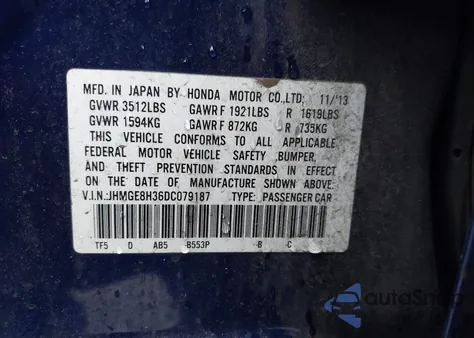 MFD. IN JAPAN BY HONDA MOTOR CO.,LTD: 11/'13
GVWR 3512LBS GAWR F 1921LBS R 1619LBS
GVWR 1594KG GAWR F 872KG R 735KG
THIS VEHICLE CONFORMS TO ALL APPLICABLE
FEDERAL MOTOR VEHICLE SAFETY ,BUMPER,
AND THEFT PREVENTION STANDARDS IN EFFECT
ON THE DATE OF MANUFACTURE SHOWN ABOVE.
V.I.N.:JHMGE8H36DC079187 TYPE: PASSENGER CAR
TF5 D AB5 -B553P -B C
autoSnap